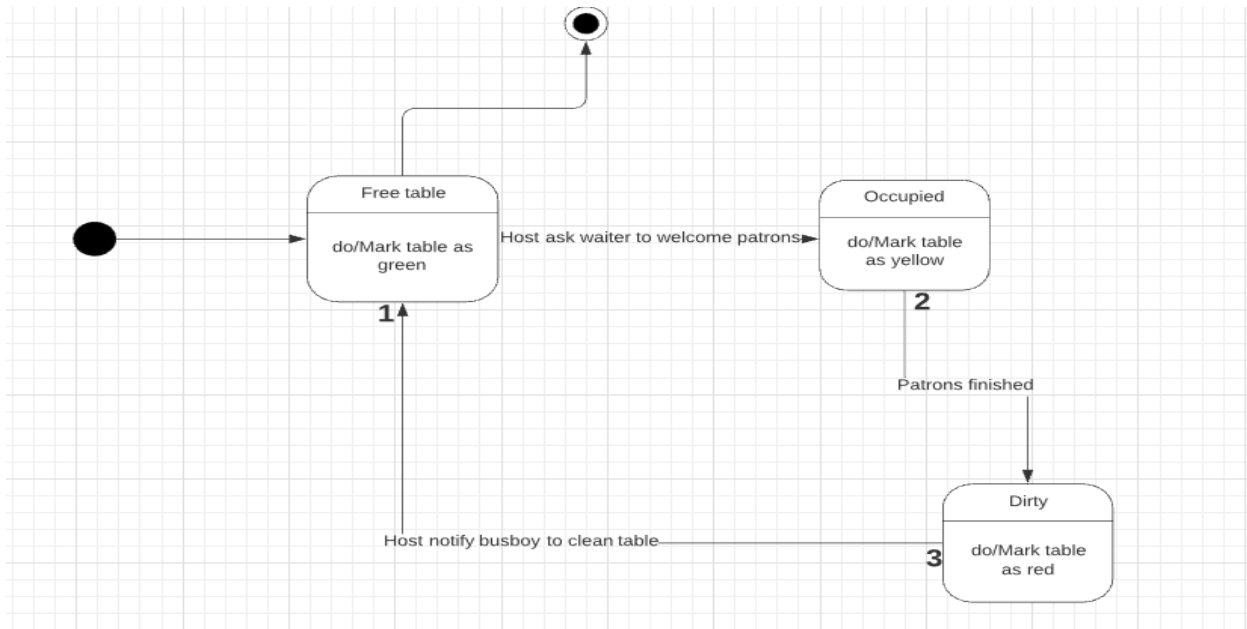 Free table
do/Mark table as
green
1
Host ask waiter to welcome patrons
Occupied
do/Mark table
as yellow
2
Patrons finished
Dirty
do/Mark table
as red
3
Host notify busboy to clean table